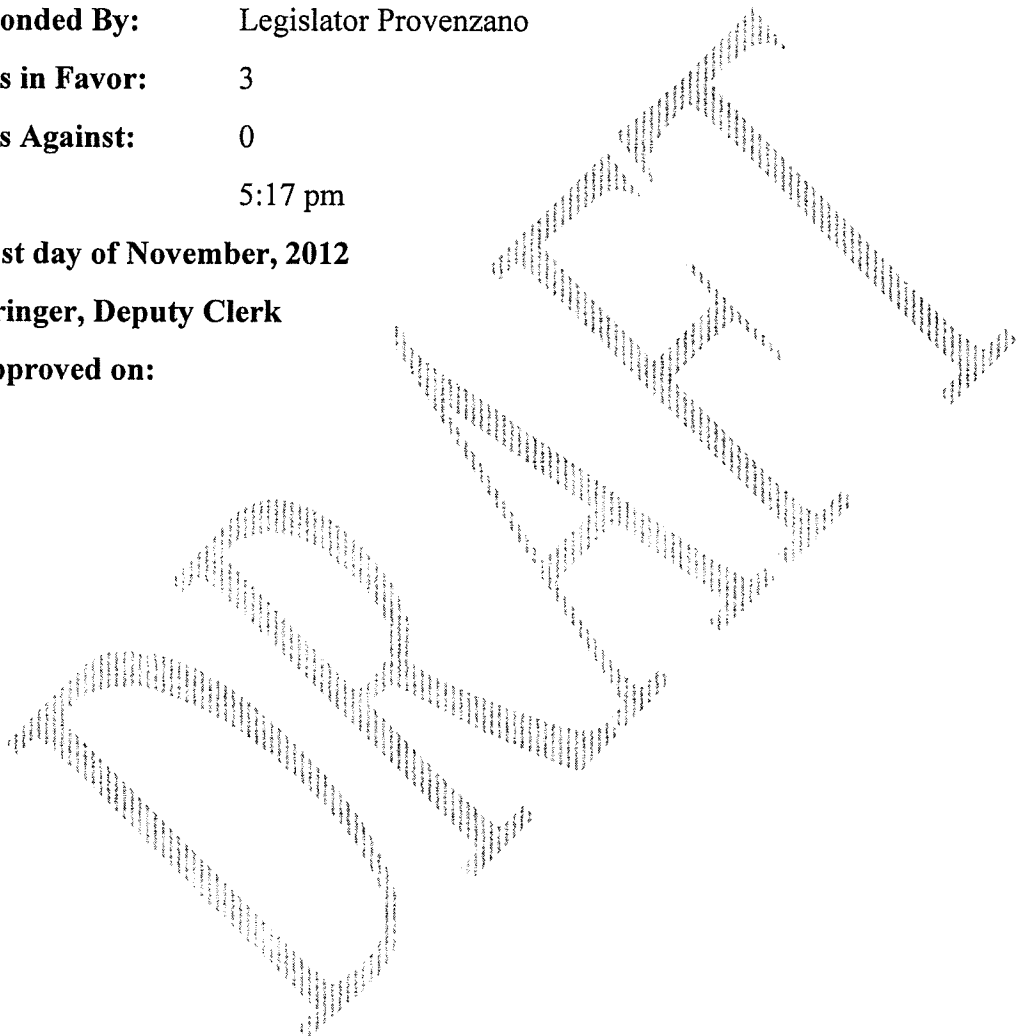 onded By: Legislator Provenzano
s in Favor: 3
s Against: 0
5:17 pm
st day of November, 2012
ringer, Deputy Clerk
pproved on:
DRAFT